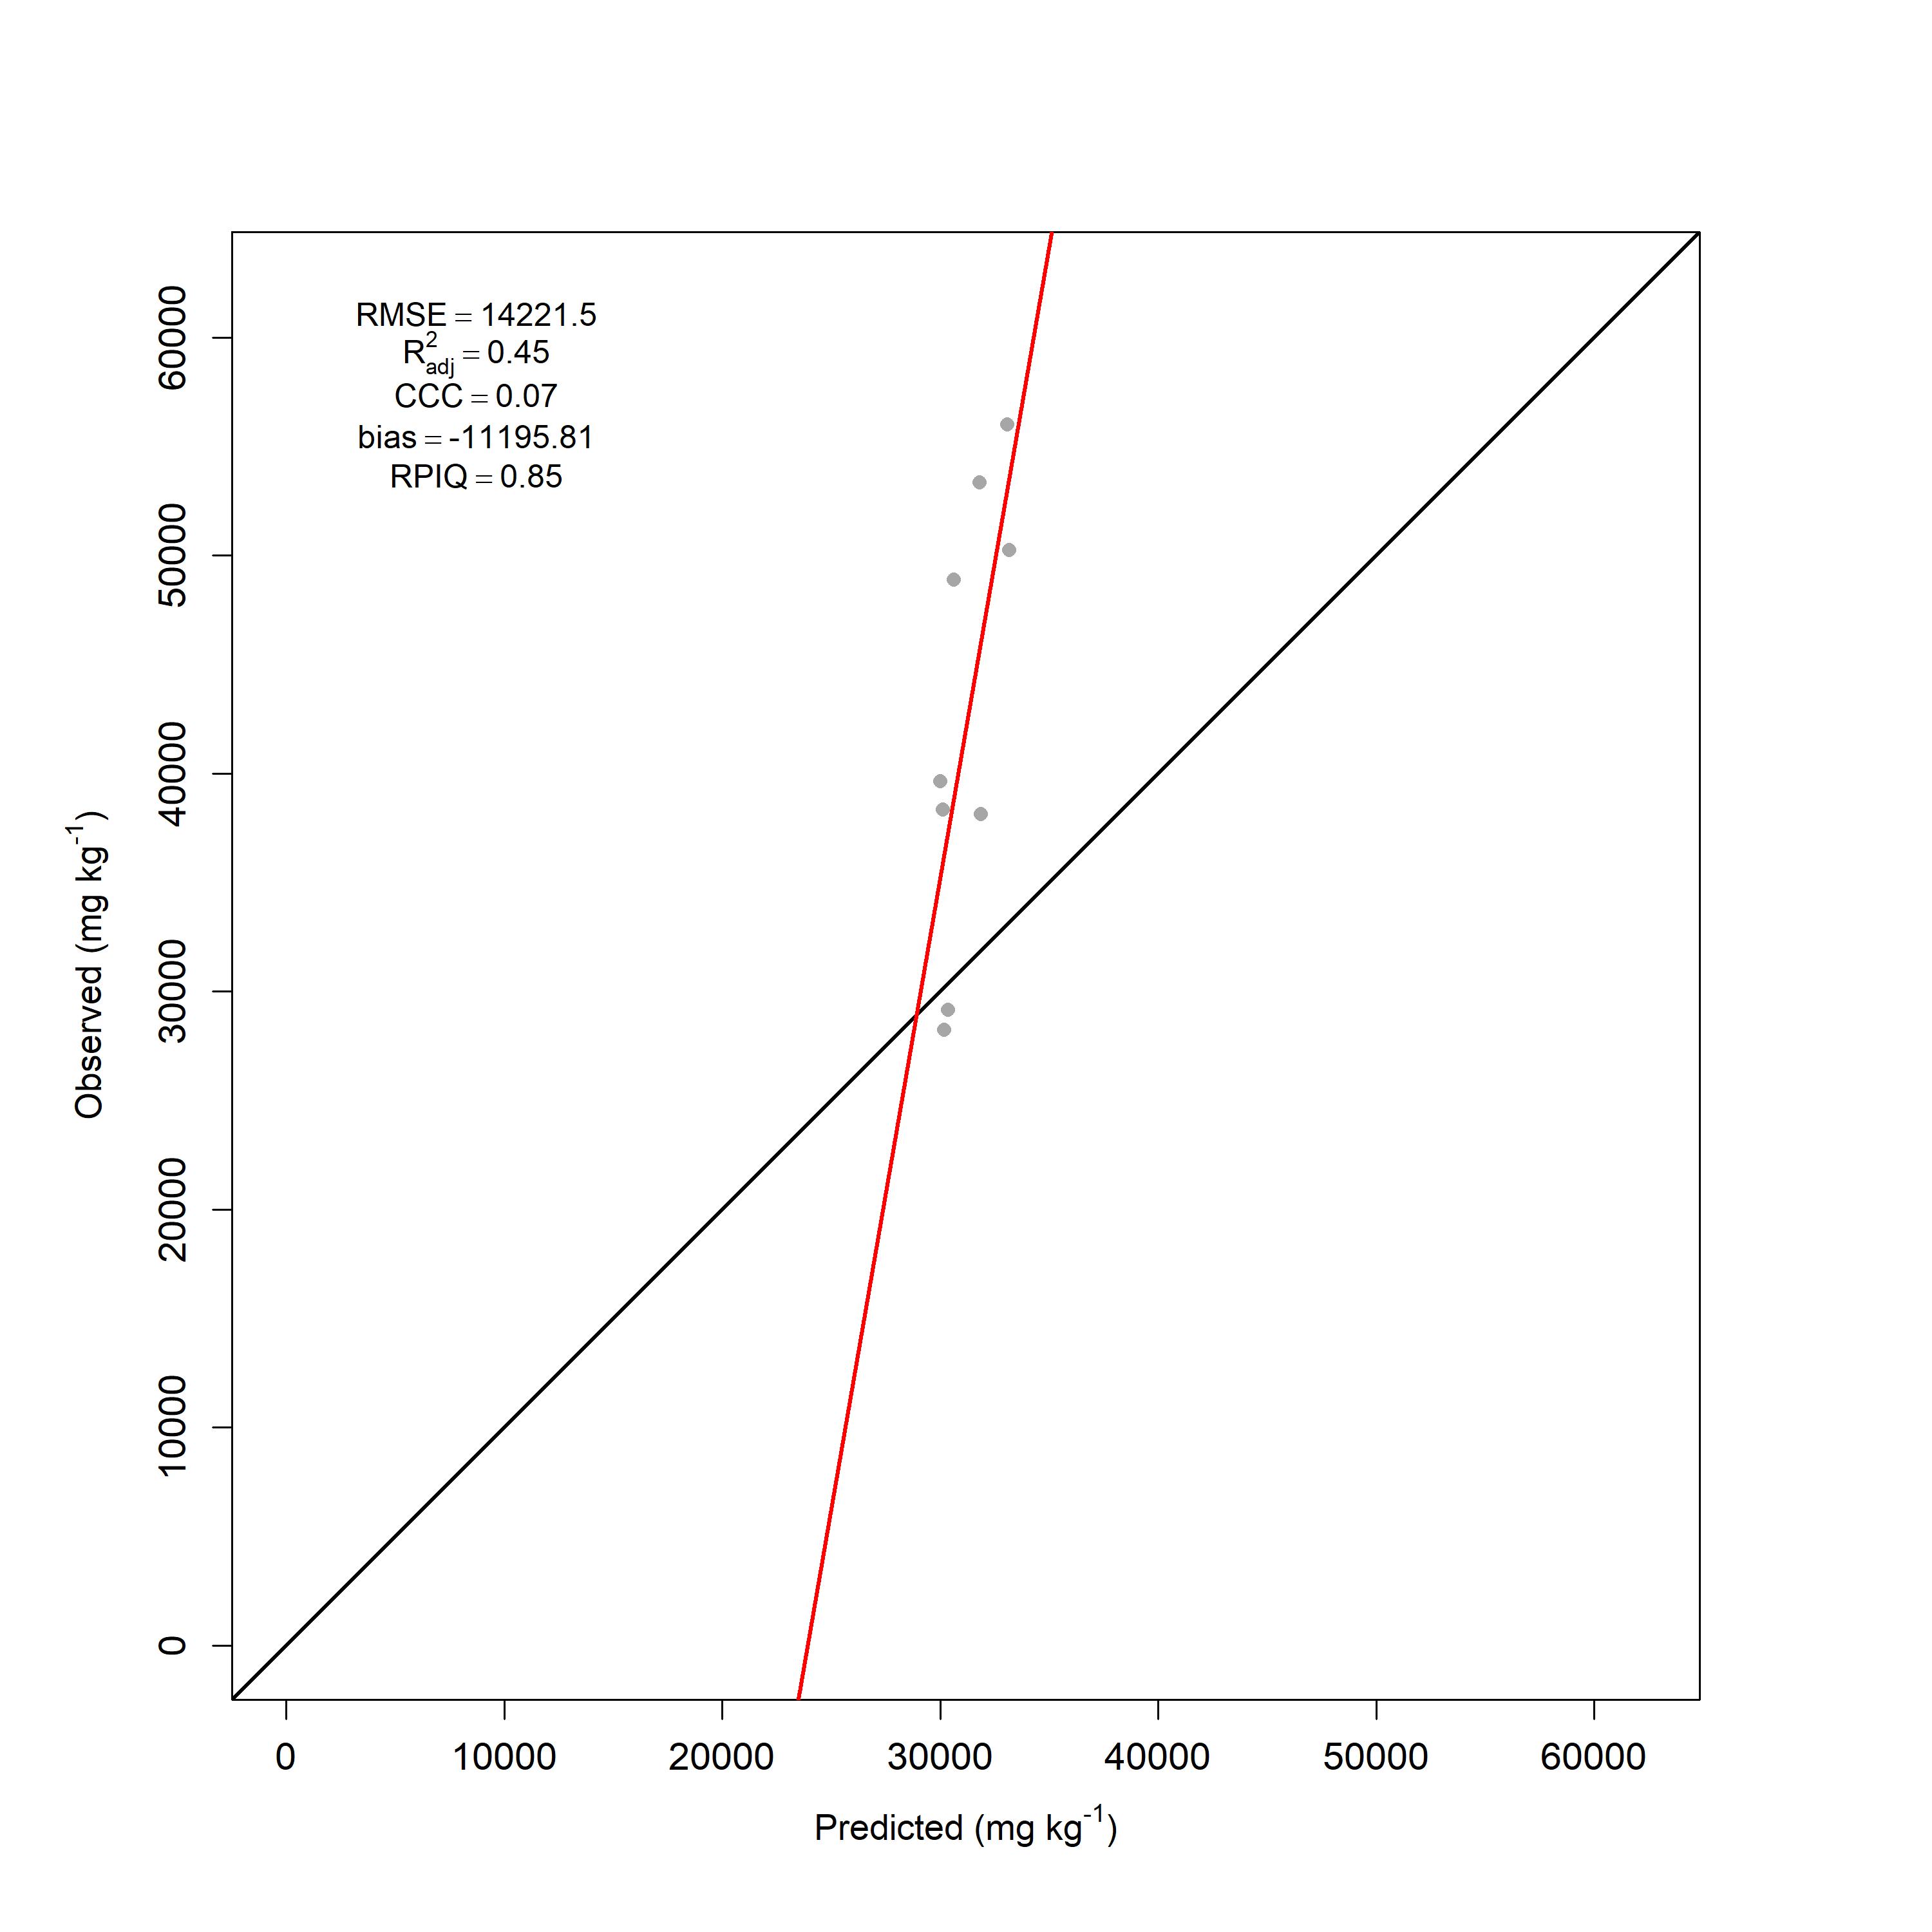 RMSE = 14221.5
R²adj = 0.45
CCC = 0.07
bias = -11195.81
RPIQ = 0.85
60000
50000
40000
30000
20000
10000
0
Observed (mg kg⁻¹)
0 10000 20000 30000 40000 50000 60000
Predicted (mg kg⁻¹)